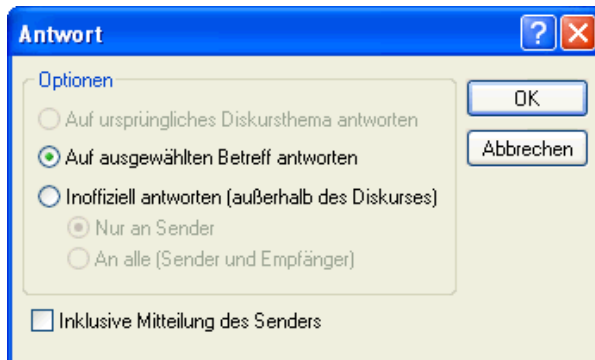 Antwort
Optionen
Auf ursprüngliches Diskursthema antworten
Auf ausgewählten Betreff antworten
Inoffiziell antworten (außerhalb des Diskurses)
Nur an Sender
An alle (Sender und Empfänger)
Inklusive Mitteilung des Senders
OK
Abbrechen